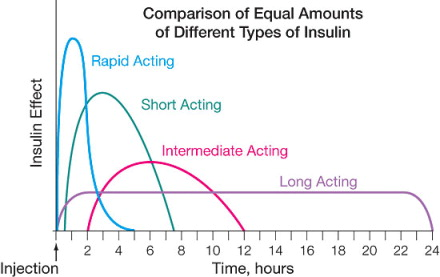 Comparison of Equal Amounts
of Different Types of Insulin
Rapid Acting
Short Acting
Intermediate Acting
Long Acting
Insulin Effect
0 2 4 6 8 10 12 14 16 18 20 22 24
Injection
Time, hours